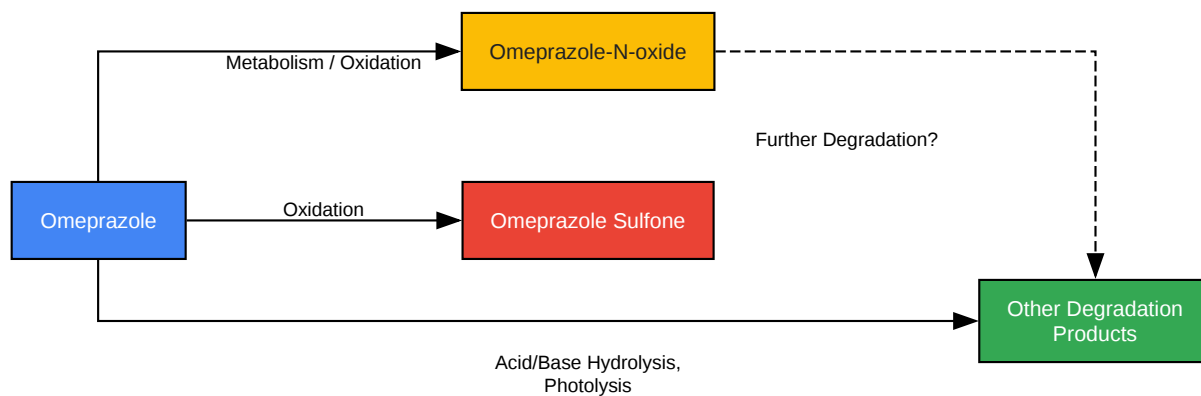 Omeprazole-N-oxide
Metabolism / Oxidation
Further Degradation?
Oxidation
Omeprazole
Omeprazole Sulfone
Other Degradation
Products
Acid/Base Hydrolysis,
Photolysis